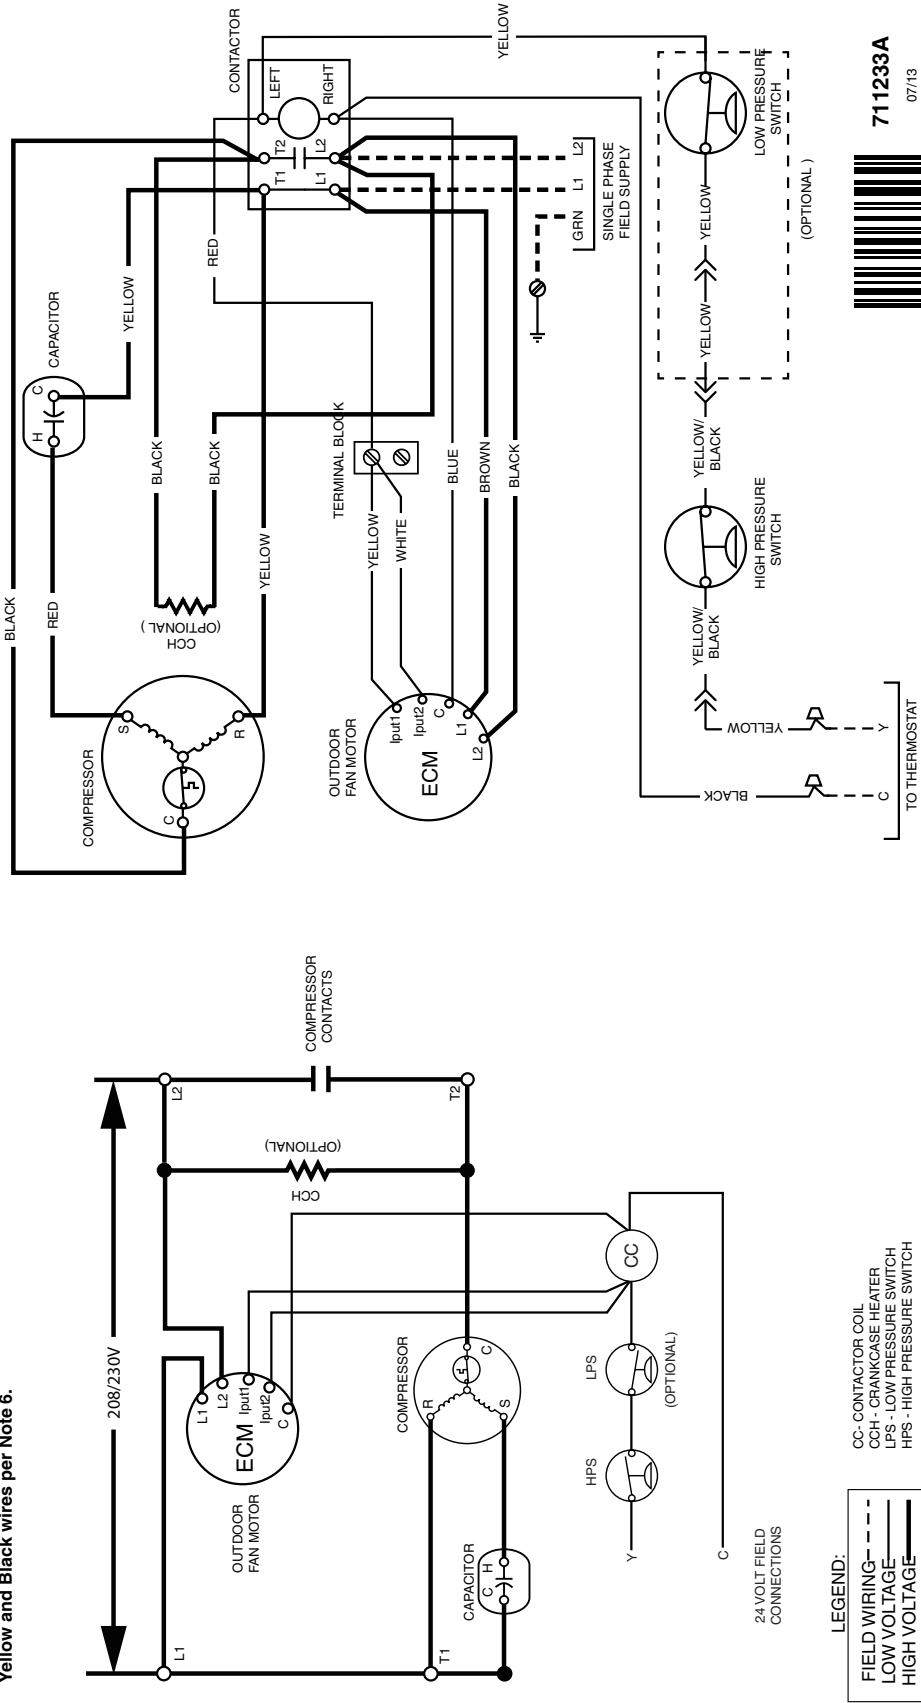 Yellow and Black wires per Note 6.
208/230V
L1
L2
L1
L2
Iput1
Iput2
C
ECM
OUTDOOR
FAN MOTOR
CCH
(OPTIONAL)
COMPRESSOR
CONTACTS
T2
T1
COMPRESSOR
R
S
C
CAPACITOR
C
H
CC
LPS
(OPTIONAL)
HPS
Y
C
24 VOLT FIELD
CONNECTIONS
LEGEND:
FIELD WIRING
LOW VOLTAGE
HIGH VOLTAGE
CC- CONTACTOR COIL
CCH - CRANKCASE HEATER
LPS - LOW PRESSURE SWITCH
HPS - HIGH PRESSURE SWITCH
BLACK
CAPACITOR
H
C
RED
YELLOW
BLACK
BLACK
CCH
(OPTIONAL )
YELLOW
COMPRESSOR
S
R
C
CONTACTOR
LEFT
RIGHT
T2
L2
T1
L1
RED
YELLOW
TERMINAL BLOCK
YELLOW
WHITE
BLUE
BROWN
BLACK
OUTDOOR
FAN MOTOR
Iput1
Iput2
C
L1
L2
ECM
GRN
L1
L2
SINGLE PHASE
FIELD SUPPLY
LOW PRESSURE
SWITCH
(OPTIONAL )
YELLOW
YELLOW
YELLOW/
BLACK
HIGH PRESSURE
SWITCH
YELLOW/
BLACK
YELLOW
BLACK
C
Y
TO THERMOSTAT
711233A
07/13